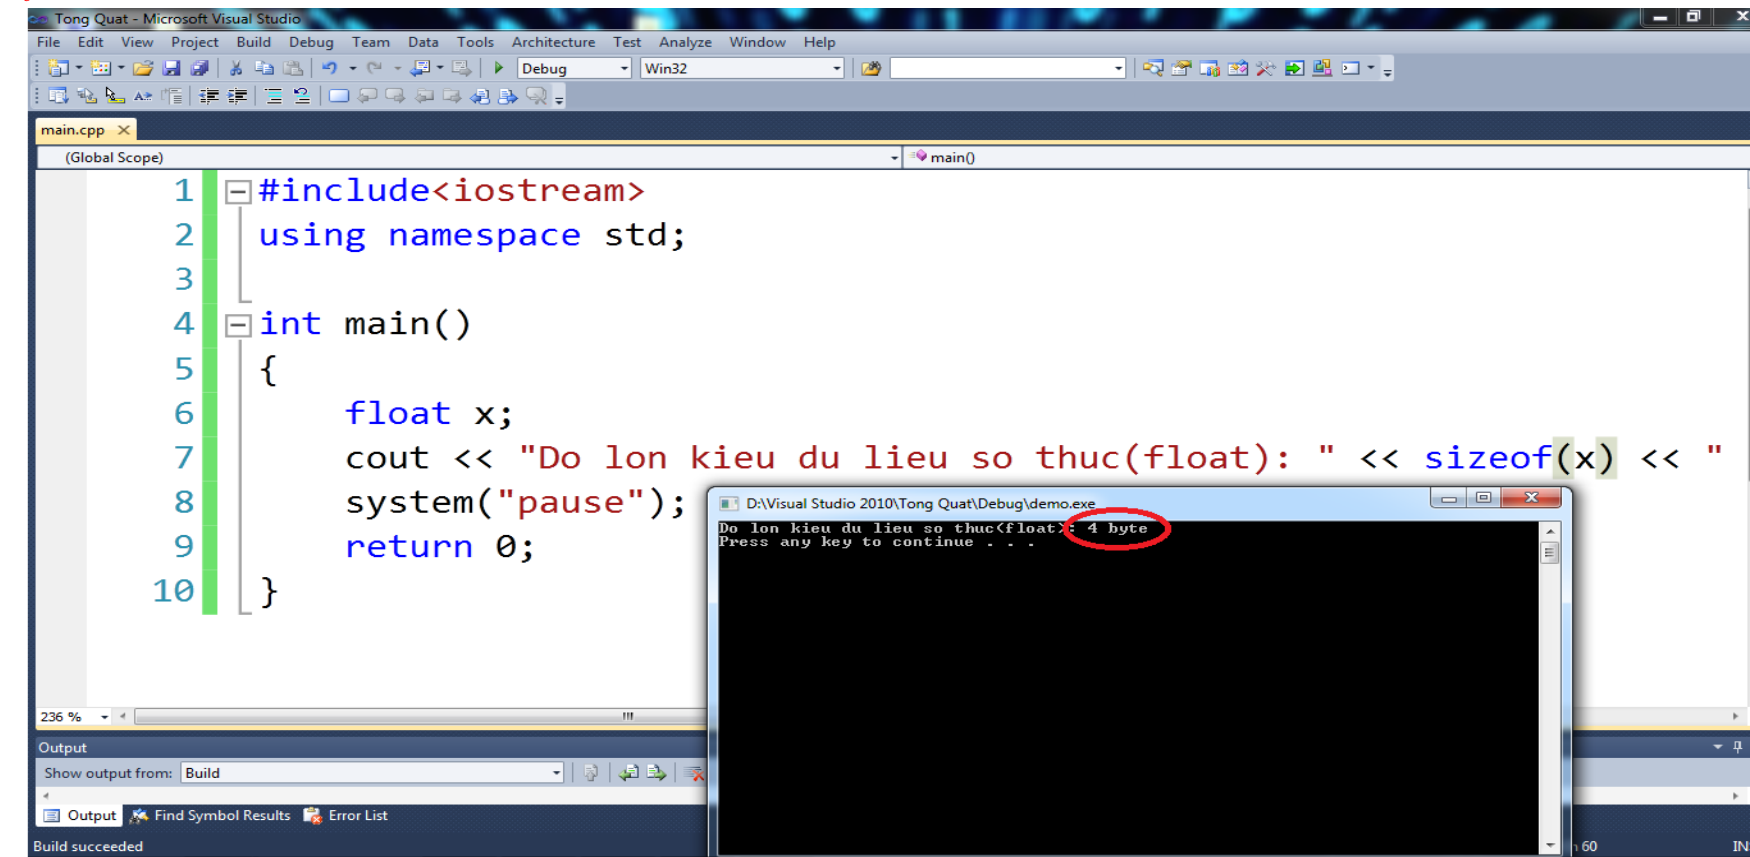 Tong Quat - Microsoft Visual Studio
File Edit View Project Build Debug Team Data Tools Architecture Test Analyze Window Help
Debug Win32
main.cpp
(Global Scope) main()
1 #include<iostream>
2 using namespace std;
3
4 int main()
5 {
6 float x;
7 cout << "Do lon kieu du lieu so thuc(float): " << sizeof(x) << "
8 system("pause");
9 return 0;
10 }
D:\Visual Studio 2010\Tong Quat\Debug\demo.exe
Do lon kieu du lieu so thuc(float): 4 byte
Press any key to continue . . .
236 %
Output
Show output from: Build
Output Find Symbol Results Error List
Build succeeded 60 IN